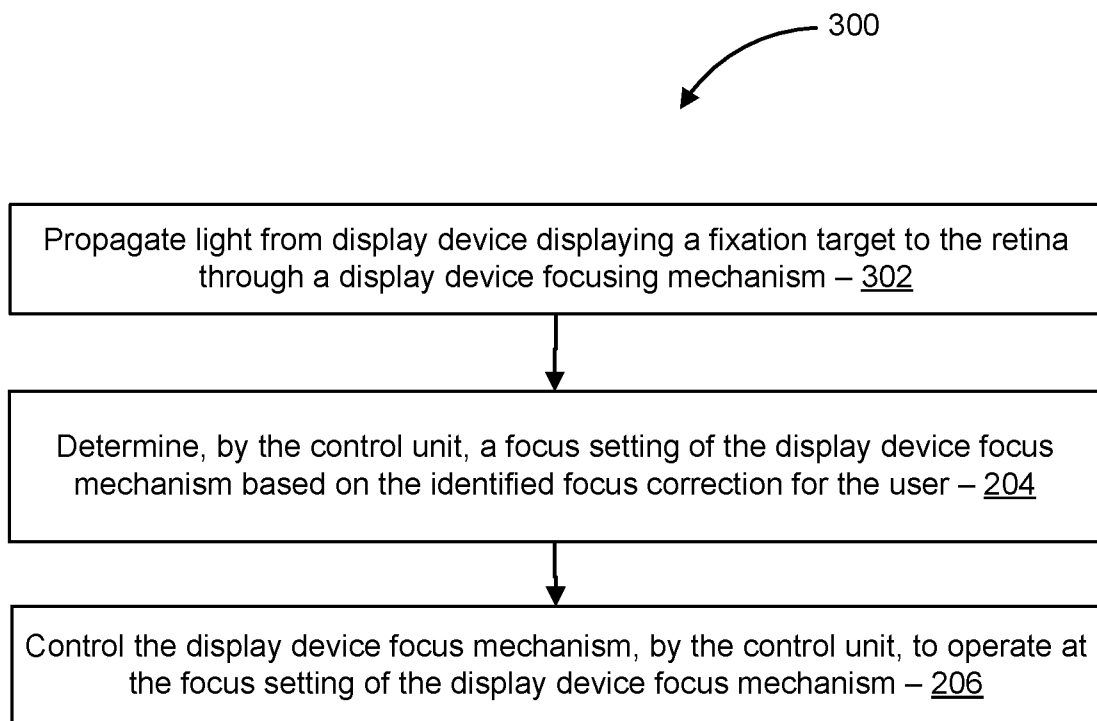 300
Propagate light from display device displaying a fixation target to the retina
through a display device focusing mechanism – 302
Determine, by the control unit, a focus setting of the display device focus
mechanism based on the identified focus correction for the user – 204
Control the display device focus mechanism, by the control unit, to operate at
the focus setting of the display device focus mechanism – 206